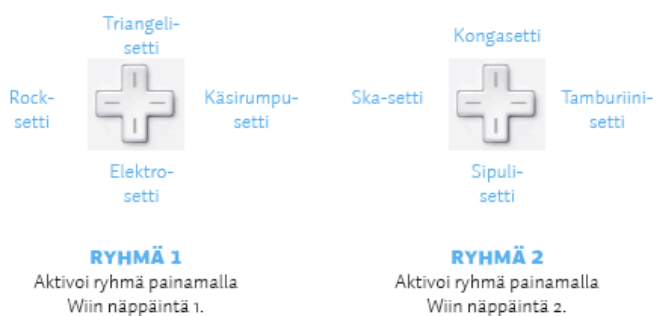 Triangeli-
setti
Rock-
setti
Käsirumpu-
setti
Elektro-
setti
RYHMÄ 1
Aktivoi ryhmä painamalla
Wiin näppäintä 1.
Kongasetti
Ska-setti
Tamburiini-
setti
Sipuli-
setti
RYHMÄ 2
Aktivoi ryhmä painamalla
Wiin näppäintä 2.